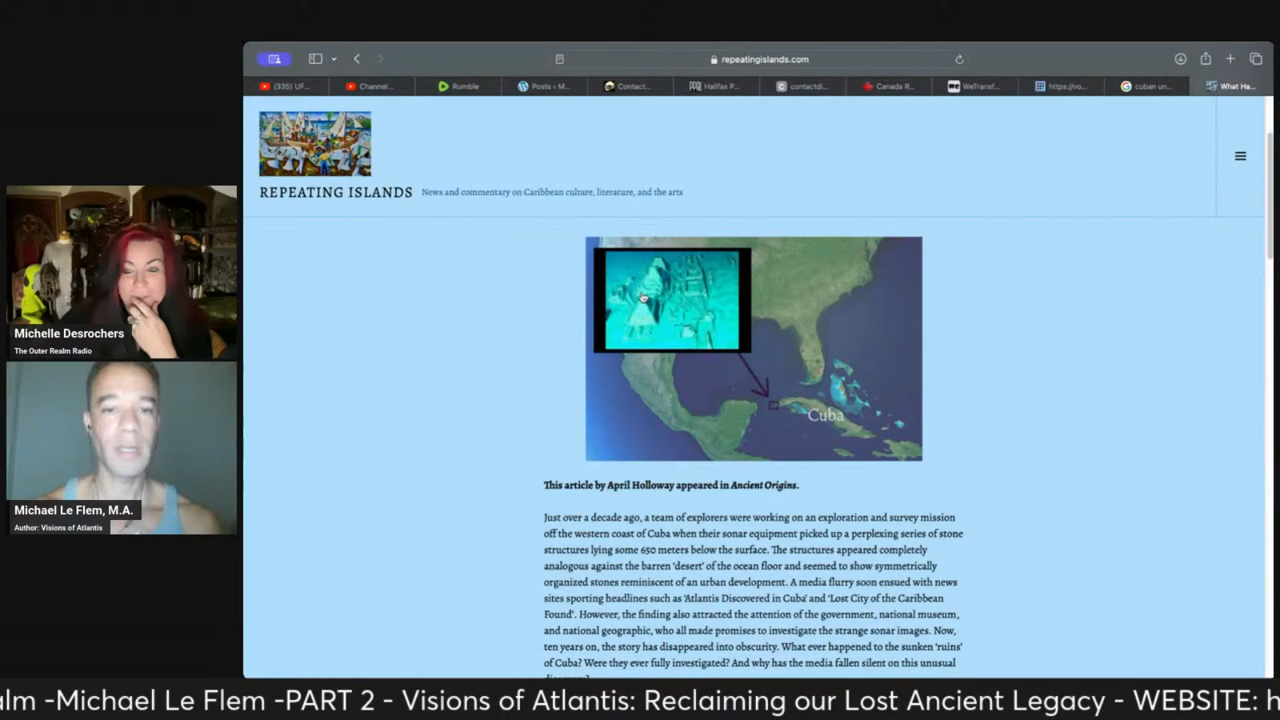 repeatingislands.com
(335) UF...
Channel...
Rumble
Posts ‹ M...
Contact...
Halifax P...
contactdi...
Canada R...
WeTransf...
https://vo...
cuban un...
What Ha...
REPEATING ISLANDS
News and commentary on Caribbean culture, literature, and the arts
Michelle Desrochers
The Outer Realm Radio
Michael Le Flem, M.A.
Author: Visions of Atlantis
Cuba
This article by April Holloway appeared in Ancient Origins.
Just over a decade ago, a team of explorers were working on an exploration and survey mission
off the western coast of Cuba when their sonar equipment picked up a perplexing series of stone
structures lying some 650 meters below the surface. The structures appeared completely
analogous against the barren 'desert' of the ocean floor and seemed to show symmetrically
organized stones reminiscent of an urban development. A media flurry soon ensued with news
sites sporting headlines such as 'Atlantis Discovered in Cuba' and 'Lost City of the Caribbean
Found'. However, the finding also attracted the attention of the government, national museum,
and national geographic, who all made promises to investigate the strange sonar images. Now,
ten years on, the story has disappeared into obscurity. What ever happened to the sunken 'ruins'
of Cuba? Were they ever fully investigated? And why has the media fallen silent on this unusual
alm -Michael Le Flem -PART 2 - Visions of Atlantis: Reclaiming our Lost Ancient Legacy - WEBSITE: h